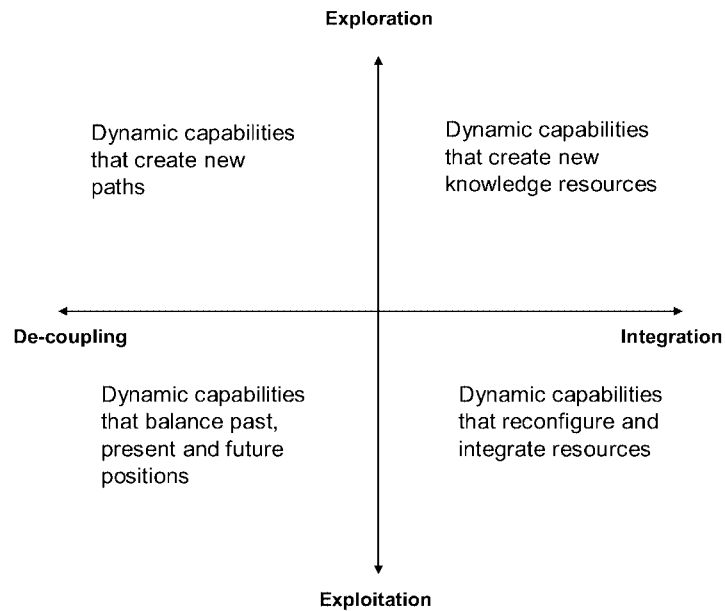 Exploration
Dynamic capabilities
that create new
paths
Dynamic capabilities
that create new
knowledge resources
De-coupling
Integration
Dynamic capabilities
that balance past,
present and future
positions
Dynamic capabilities
that reconfigure and
integrate resources
Exploitation